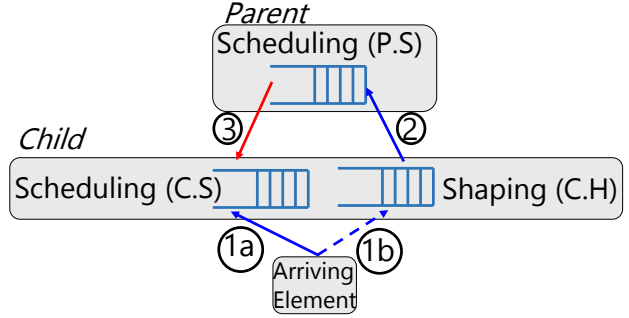 Parent
Scheduling (P.S)
3
2
Child
Scheduling (C.S)
Shaping (C.H)
1a
1b
Arriving
Element